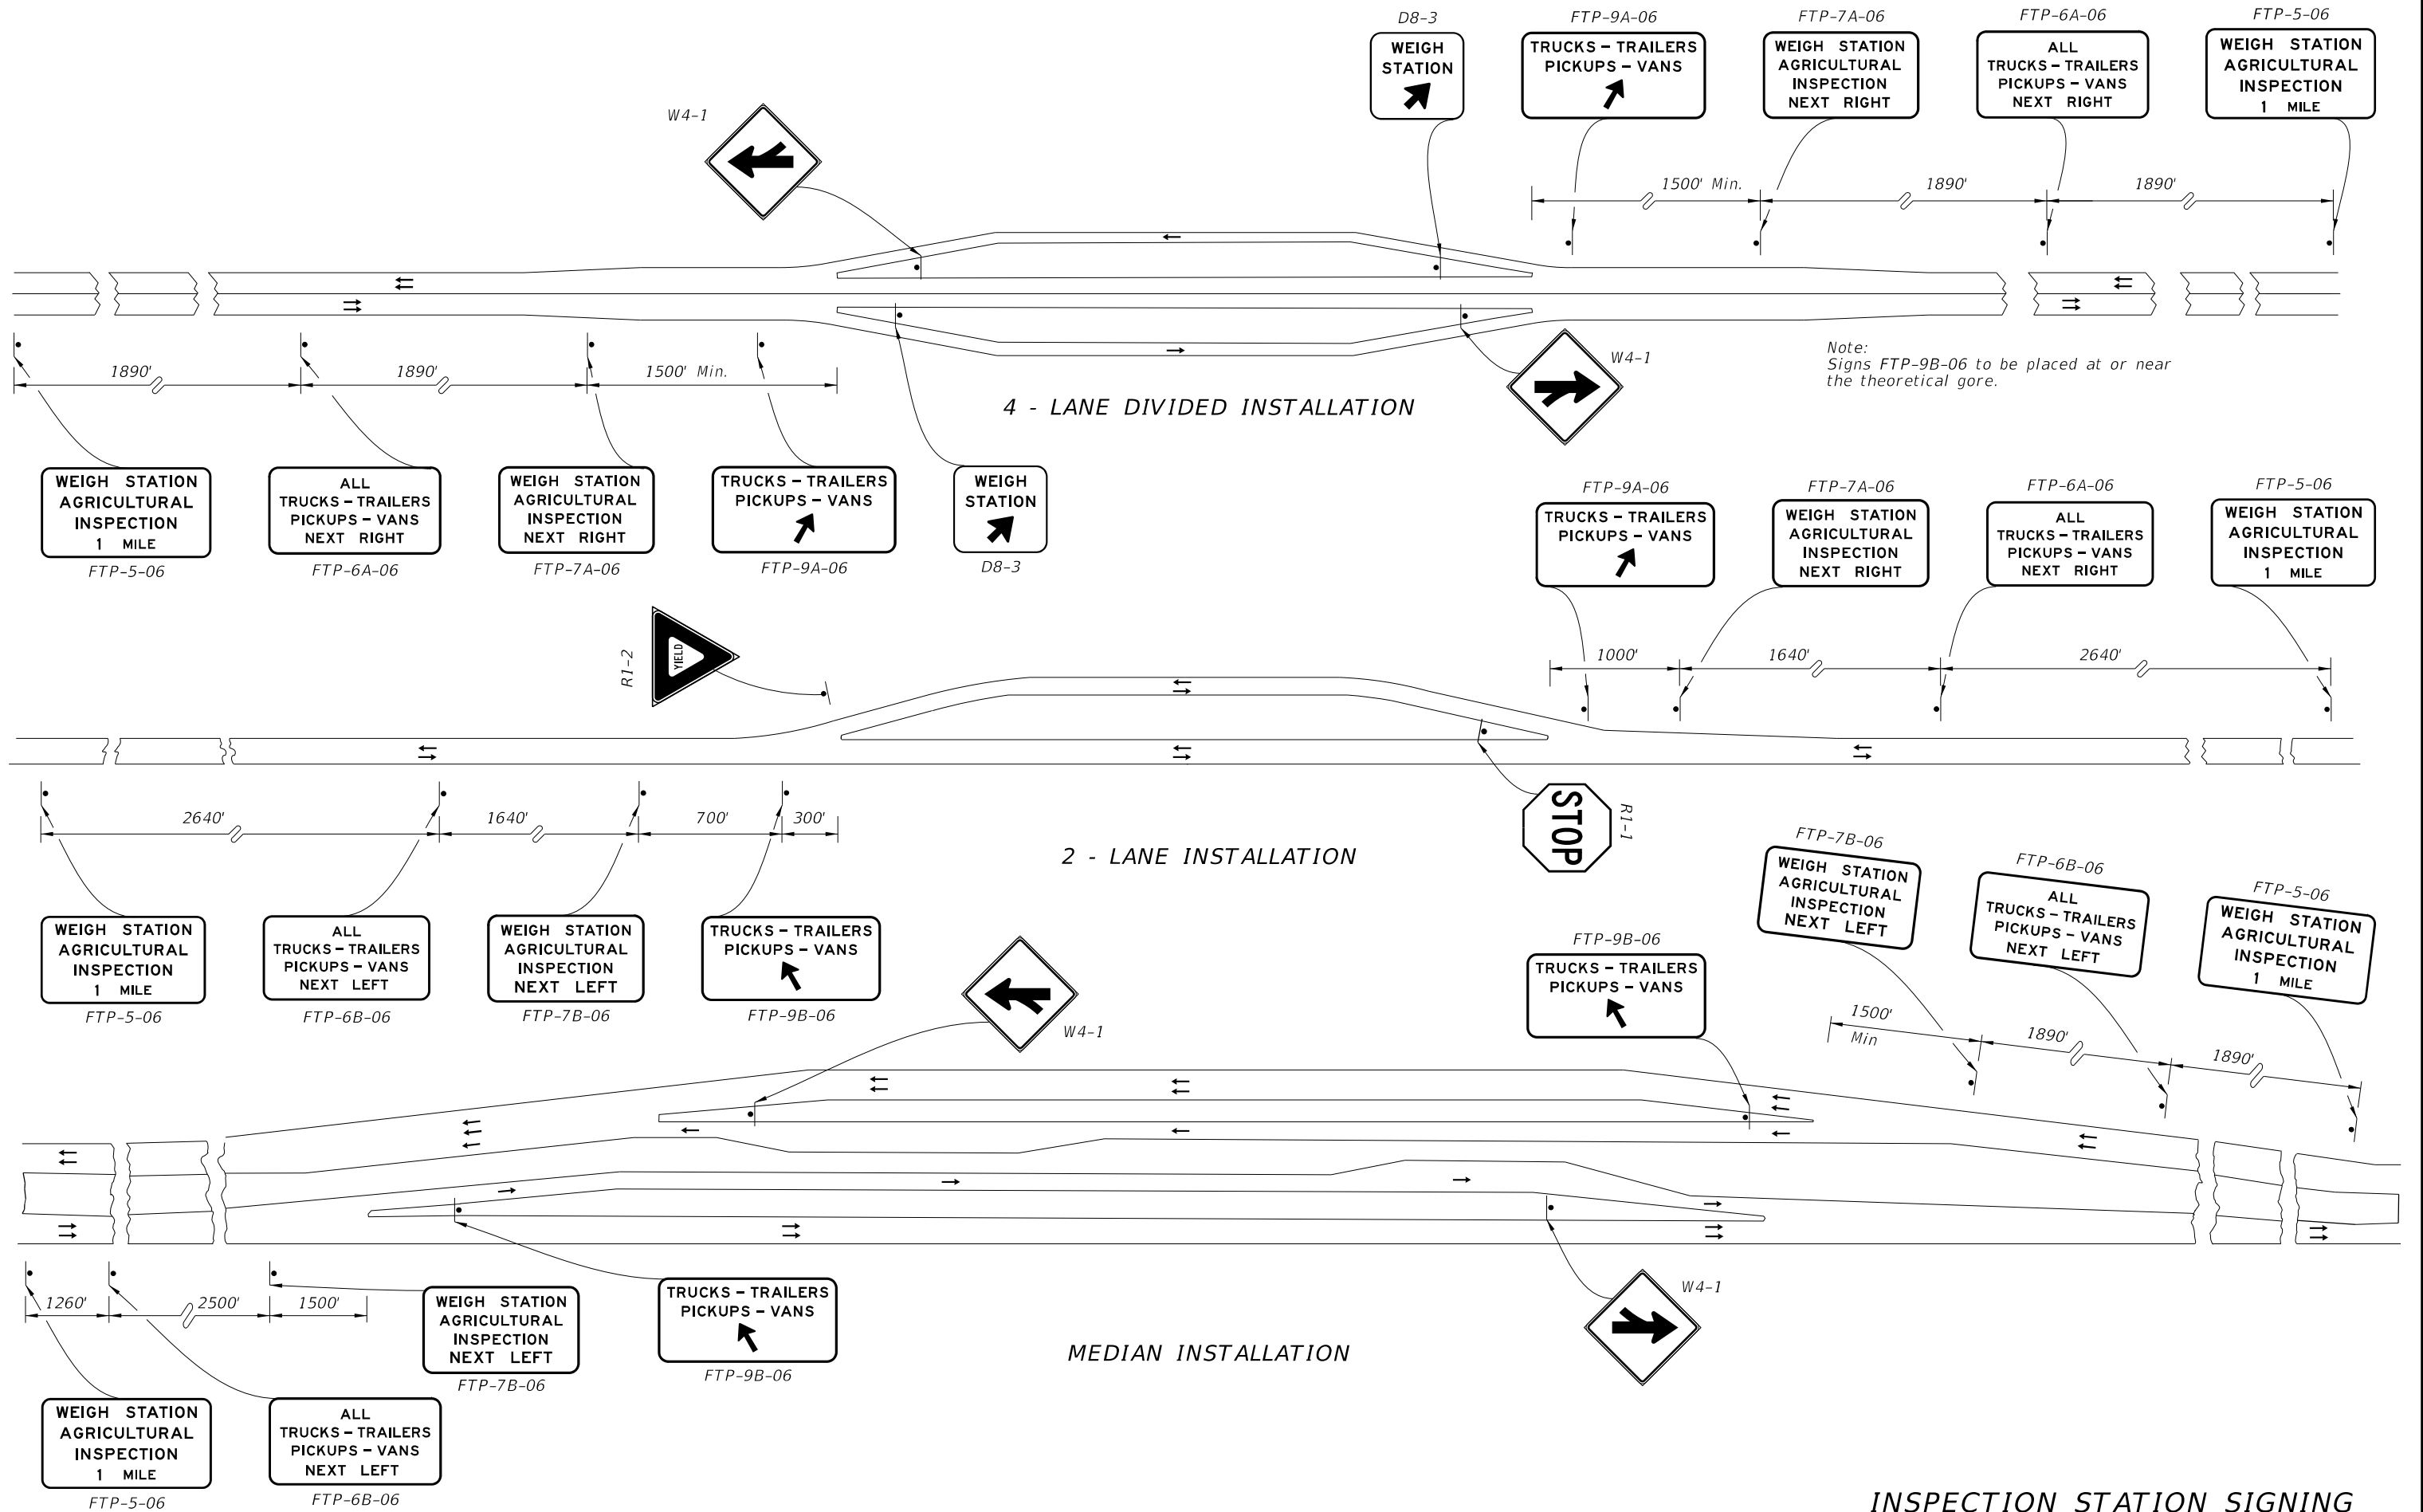 D8-3
FTP-9A-06
FTP-7A-06
FTP-6A-06
FTP-5-06
WEIGH
STATION
TRUCKS – TRAILERS
PICKUPS – VANS
WEIGH STATION
AGRICULTURAL
INSPECTION
NEXT RIGHT
ALL
TRUCKS – TRAILERS
PICKUPS – VANS
NEXT RIGHT
WEIGH STATION
AGRICULTURAL
INSPECTION
1 MILE
W4-1
1500' Min.
1890'
1890'
Note:
Signs FTP-9B-06 to be placed at or near
the theoretical gore.
W4-1
1890'
1890'
1500' Min.
4 - LANE DIVIDED INSTALLATION
WEIGH STATION
AGRICULTURAL
INSPECTION
1 MILE
FTP-5-06
ALL
TRUCKS – TRAILERS
PICKUPS – VANS
NEXT RIGHT
FTP-6A-06
WEIGH STATION
AGRICULTURAL
INSPECTION
NEXT RIGHT
FTP-7A-06
TRUCKS – TRAILERS
PICKUPS – VANS
FTP-9A-06
WEIGH
STATION
D8-3
FTP-9A-06
TRUCKS – TRAILERS
PICKUPS – VANS
FTP-7A-06
WEIGH STATION
AGRICULTURAL
INSPECTION
NEXT RIGHT
FTP-6A-06
ALL
TRUCKS – TRAILERS
PICKUPS – VANS
NEXT RIGHT
FTP-5-06
WEIGH STATION
AGRICULTURAL
INSPECTION
1 MILE
R1-2
YIELD
1000'
1640'
2640'
STOP
R1-1
2640'
1640'
700'
300'
2 - LANE INSTALLATION
WEIGH STATION
AGRICULTURAL
INSPECTION
1 MILE
FTP-5-06
ALL
TRUCKS – TRAILERS
PICKUPS – VANS
NEXT LEFT
FTP-6B-06
WEIGH STATION
AGRICULTURAL
INSPECTION
NEXT LEFT
FTP-7B-06
TRUCKS – TRAILERS
PICKUPS – VANS
FTP-9B-06
W4-1
FTP-9B-06
TRUCKS – TRAILERS
PICKUPS – VANS
FTP-7B-06
WEIGH STATION
AGRICULTURAL
INSPECTION
NEXT LEFT
FTP-6B-06
ALL
TRUCKS – TRAILERS
PICKUPS – VANS
NEXT LEFT
FTP-5-06
WEIGH STATION
AGRICULTURAL
INSPECTION
1 MILE
1500'
Min
1890'
1890'
1260'
2500'
1500'
WEIGH STATION
AGRICULTURAL
INSPECTION
NEXT LEFT
FTP-7B-06
TRUCKS – TRAILERS
PICKUPS – VANS
FTP-9B-06
MEDIAN INSTALLATION
W4-1
WEIGH STATION
AGRICULTURAL
INSPECTION
1 MILE
FTP-5-06
ALL
TRUCKS – TRAILERS
PICKUPS – VANS
NEXT LEFT
FTP-6B-06
INSPECTION STATION SIGNING